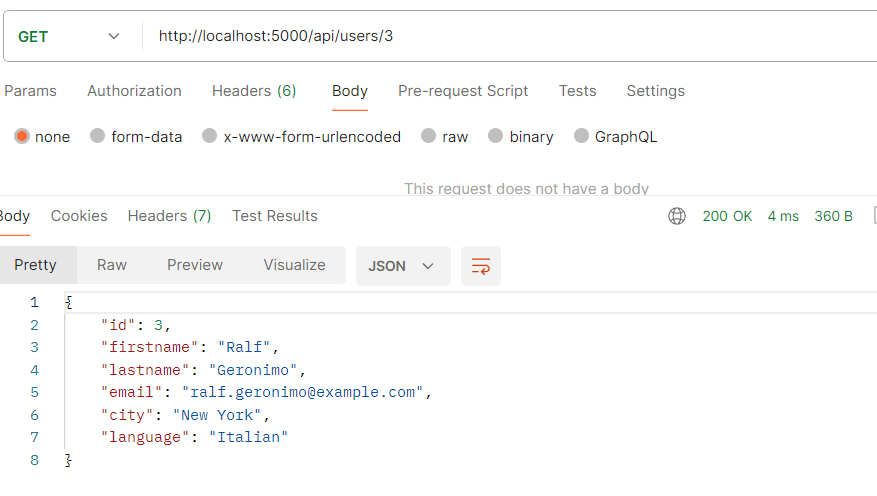 GET http://localhost:5000/api/users/3
Params Authorization Headers (6) Body Pre-request Script Tests Settings
none form-data x-www-form-urlencoded raw binary GraphQL
This request does not have a body
Body Cookies Headers (7) Test Results 200 OK 4 ms 360 B
Pretty Raw Preview Visualize JSON
1 {
2 "id": 3,
3 "firstname": "Ralf",
4 "lastname": "Geronimo",
5 "email": "ralf.geronimo@example.com",
6 "city": "New York",
7 "language": "Italian"
8 }